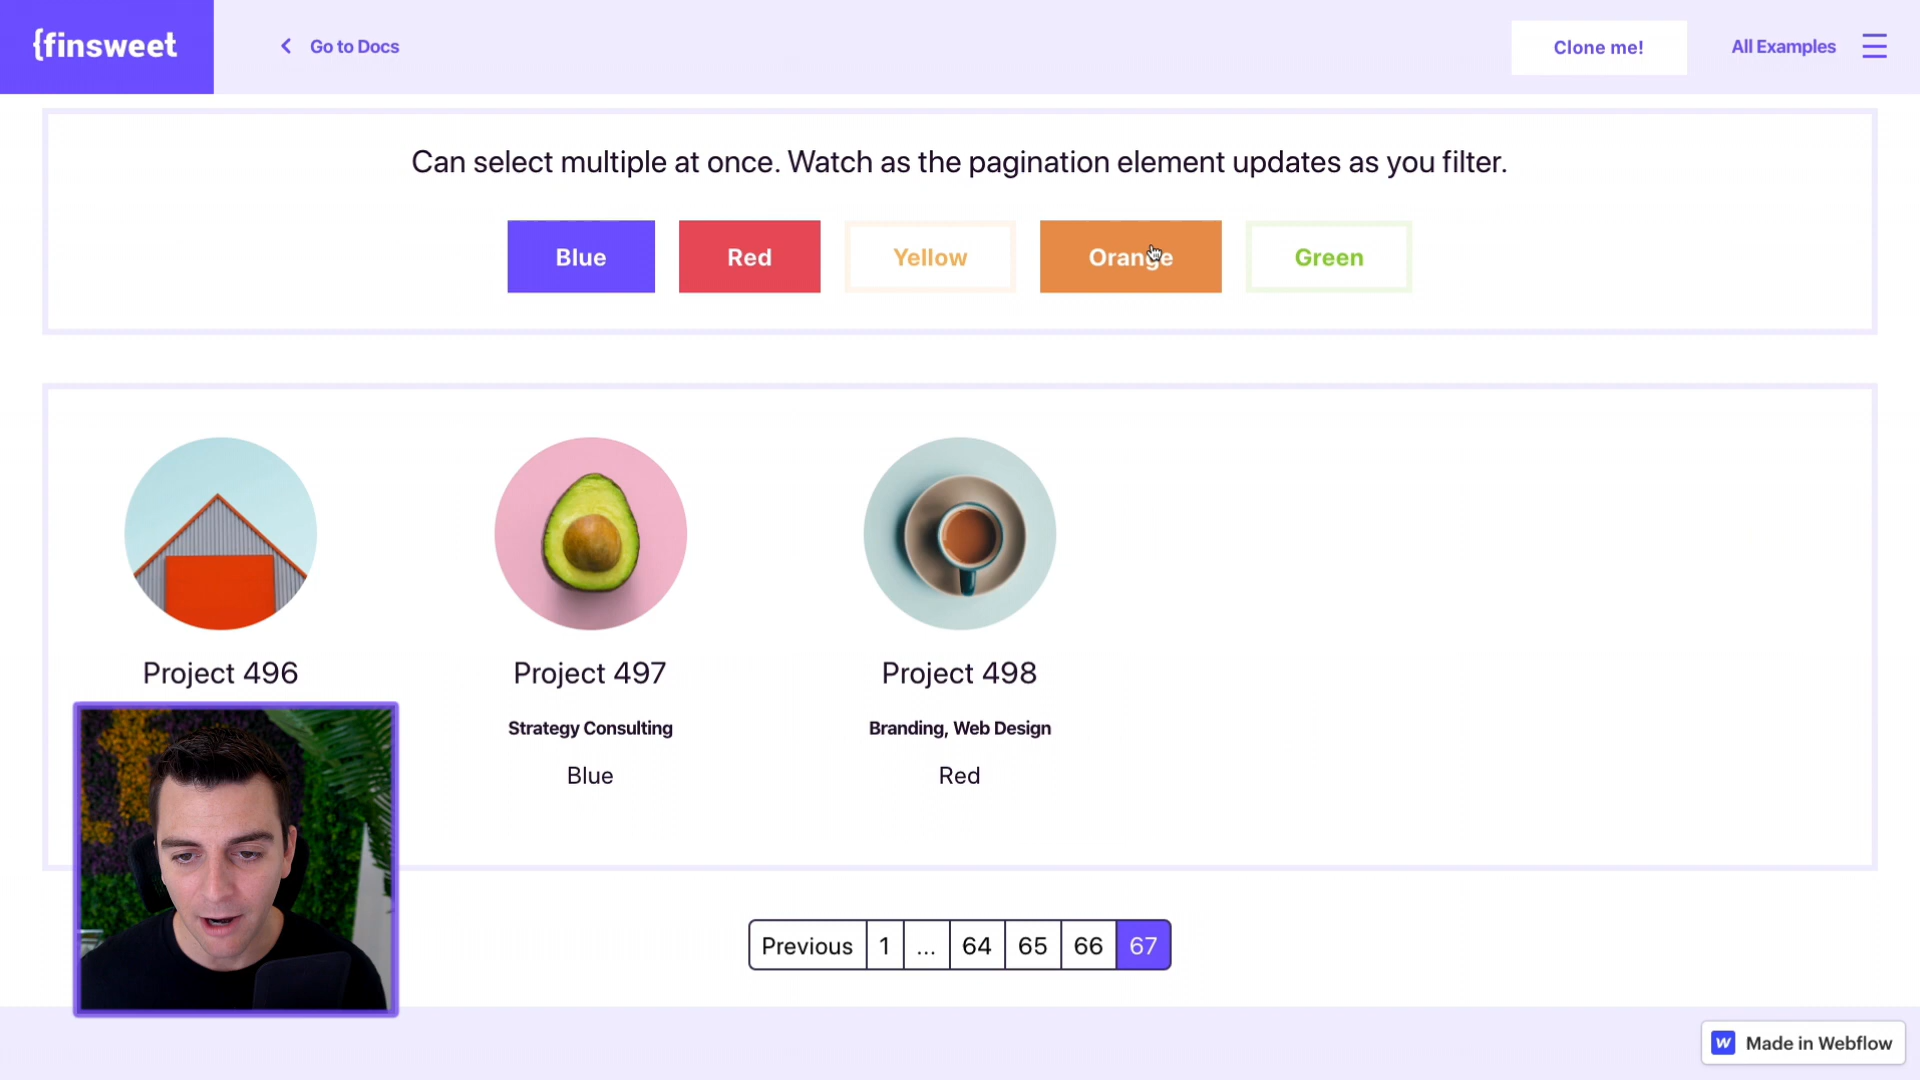 {finsweet
Go to Docs
Clone me!
All Examples
Can select multiple at once. Watch as the pagination element updates as you filter.
Blue
Red
Yellow
Orange
Green
Project 496
Project 497
Project 498
Strategy Consulting
Branding, Web Design
Blue
Red
Previous 1 ... 64 65 66 67
W Made in Webflow